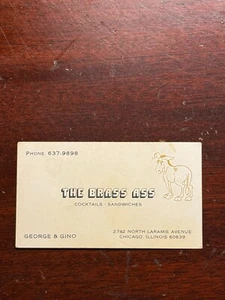 PHONE 637-9898
THE BRASS ASS
COCKTAILS - SANDWICHES
GEORGE & GINO
2742 NORTH LARAMIE AVENUE
CHICAGO, ILLINOIS 60639